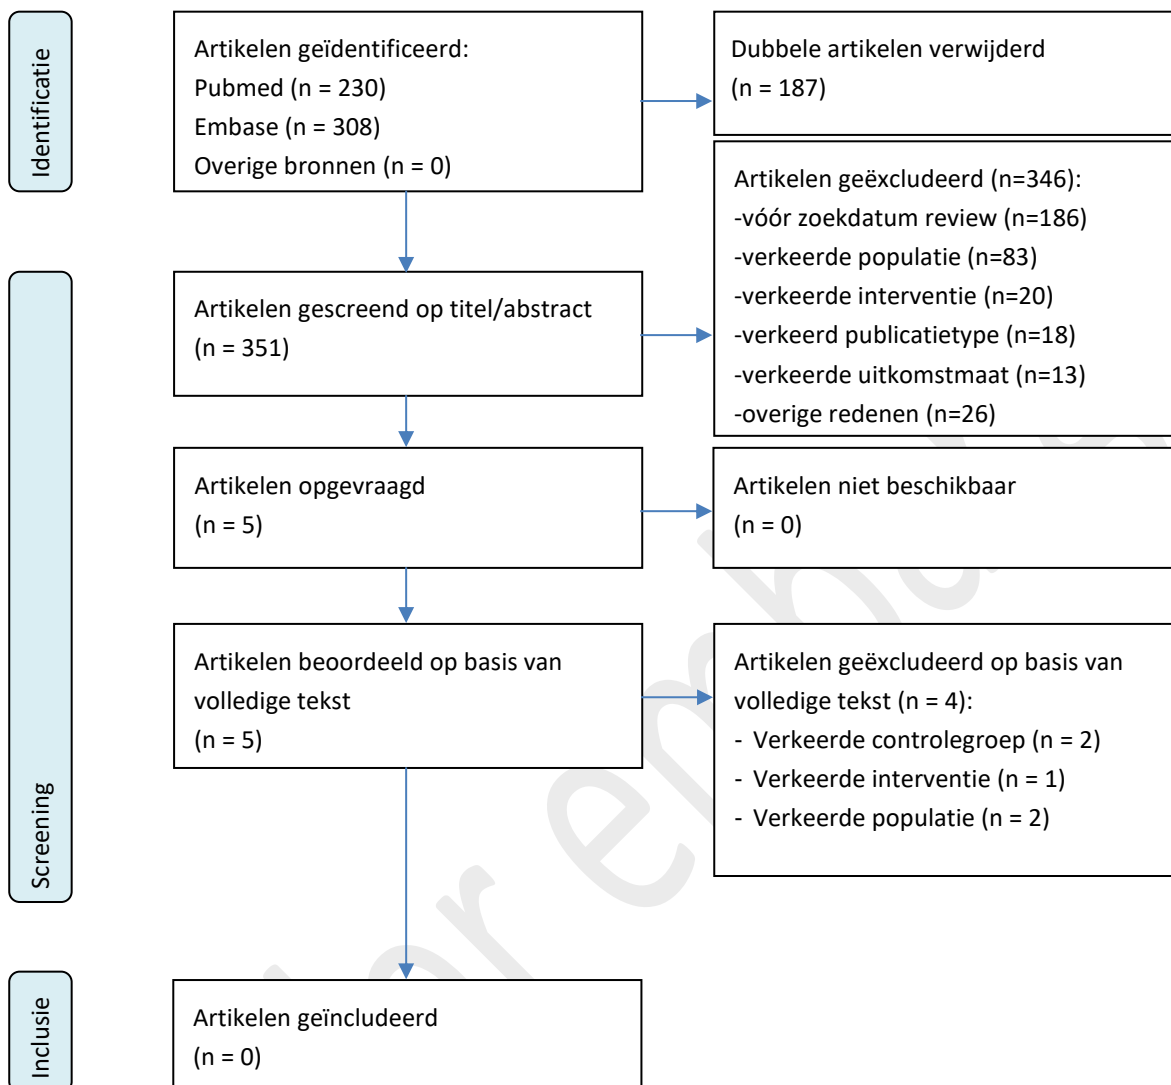 Identificatie
Artikelen geïdentificeerd:
Pubmed (n = 230)
Embase (n = 308)
Overige bronnen (n = 0)
Dubbele artikelen verwijderd
(n = 187)
Screening
Artikelen gescreend op titel/abstract
(n = 351)
Artikelen geëxcludeerd (n=346):
-vóór zoekdatum review (n=186)
-verkeerde populatie (n=83)
-verkeerde interventie (n=20)
-verkeerd publicatietype (n=18)
-verkeerde uitkomstmaat (n=13)
-overige redenen (n=26)
Artikelen opgevraagd
(n = 5)
Artikelen niet beschikbaar
(n = 0)
Artikelen beoordeeld op basis van
volledige tekst
(n = 5)
Artikelen geëxcludeerd op basis van
volledige tekst (n = 4):
- Verkeerde controlegroep (n = 2)
- Verkeerde interventie (n = 1)
- Verkeerde populatie (n = 2)
Inclusie
Artikelen geïncludeerd
(n = 0)